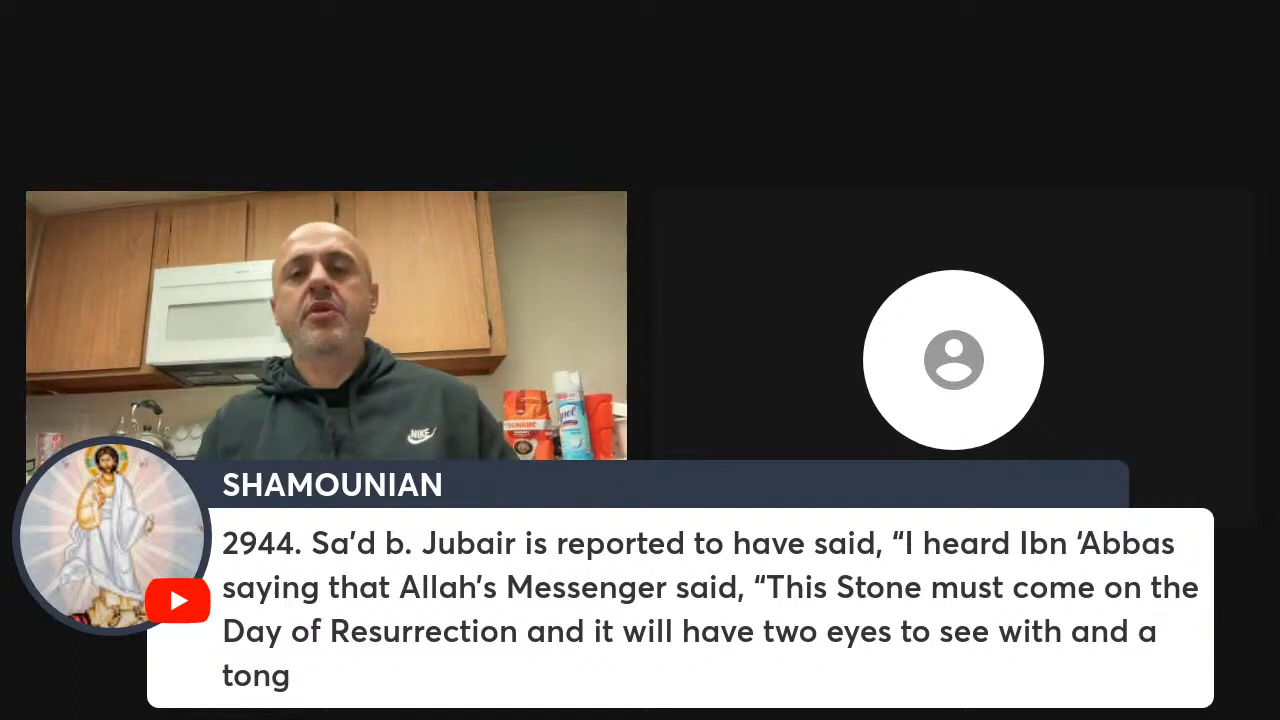 NIKE
SHAMOUNIAN
2944. Sa’d b. Jubair is reported to have said, “I heard Ibn ‘Abbas
saying that Allah’s Messenger said, “This Stone must come on the
Day of Resurrection and it will have two eyes to see with and a
tong